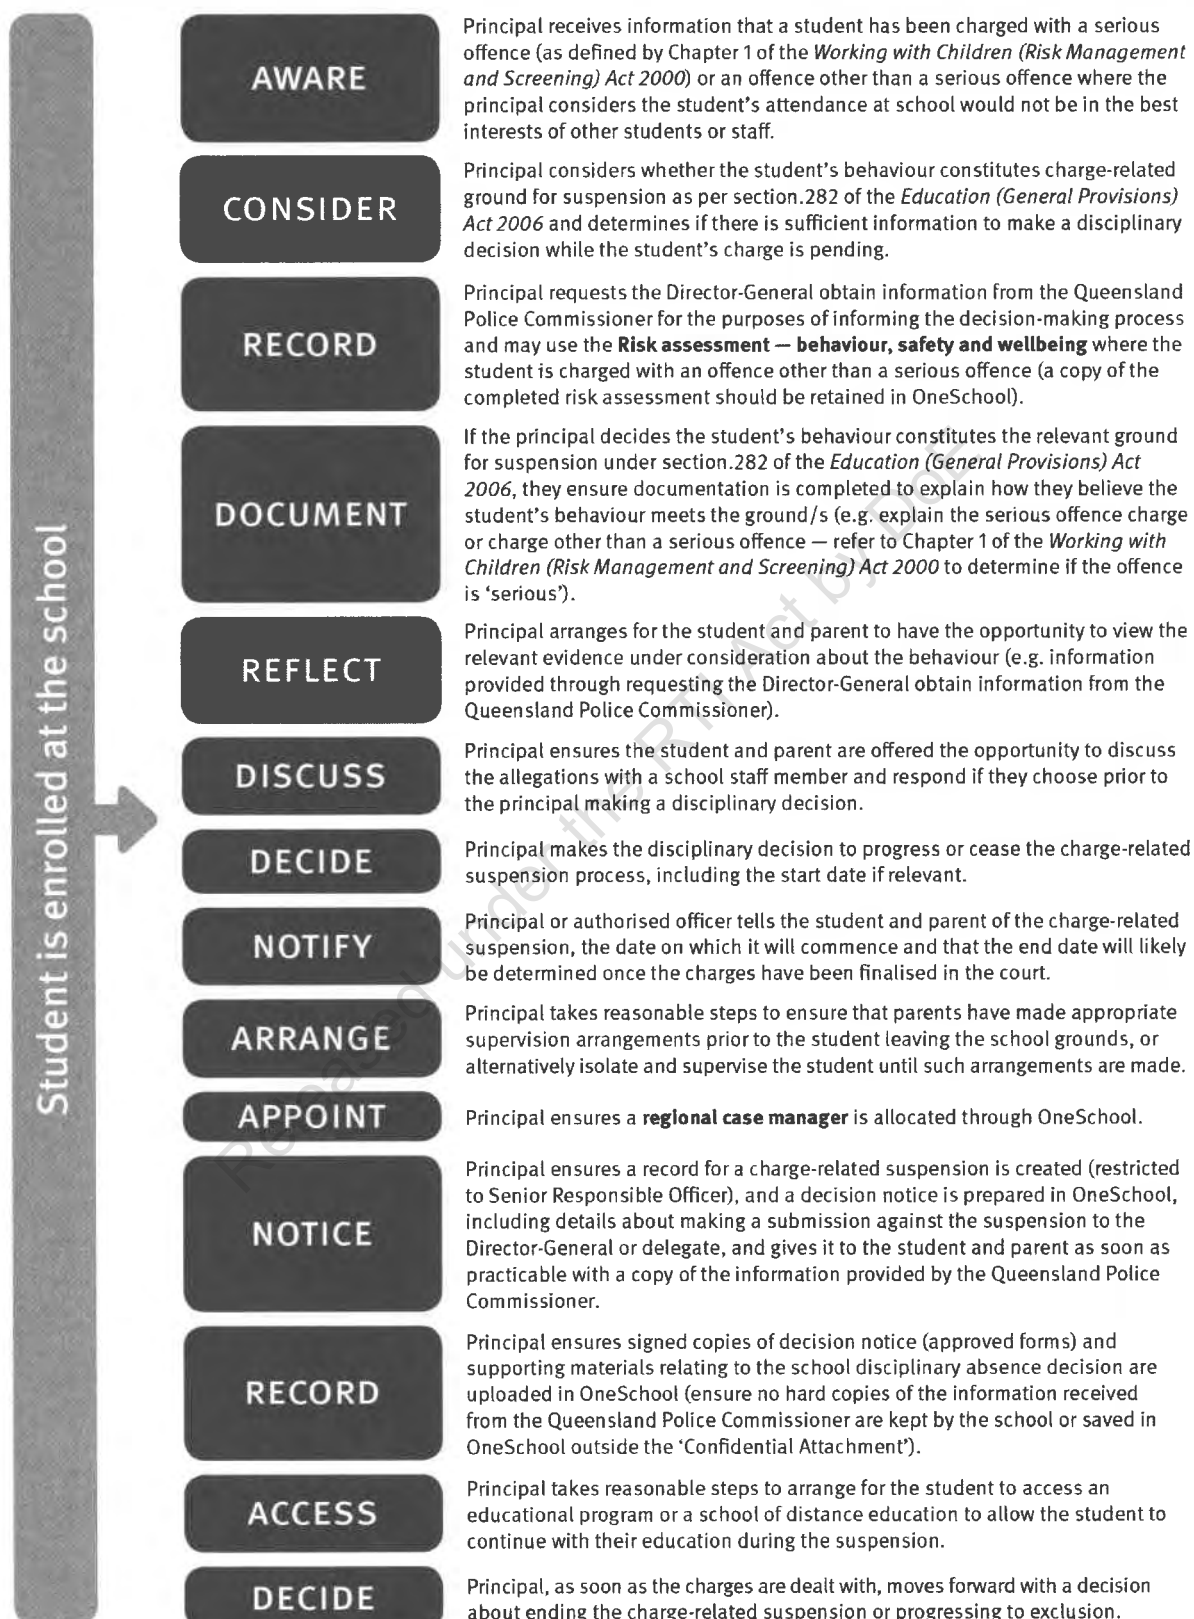 Student is enrolled at the school
AWARE
Principal receives information that a student has been charged with a serious
offence (as defined by Chapter 1 of the Working with Children (Risk Management
and Screening) Act 2000) or an offence other than a serious offence where the
principal considers the student's attendance at school would not be in the best
interests of other students or staff.
CONSIDER
Principal considers whether the student's behaviour constitutes charge-related
ground for suspension as per section.282 of the Education (General Provisions)
Act 2006 and determines if there is sufficient information to make a disciplinary
decision while the student's charge is pending.
RECORD
Principal requests the Director-General obtain information from the Queensland
Police Commissioner for the purposes of informing the decision-making process
and may use the Risk assessment — behaviour, safety and wellbeing where the
student is charged with an offence other than a serious offence (a copy of the
completed risk assessment should be retained in OneSchool).
DOCUMENT
If the principal decides the student's behaviour constitutes the relevant ground
for suspension under section.282 of the Education (General Provisions) Act
2006, they ensure documentation is completed to explain how they believe the
student's behaviour meets the ground/s (e.g. explain the serious offence charge
or charge other than a serious offence — refer to Chapter 1 of the Working with
Children (Risk Management and Screening) Act 2000 to determine if the offence
is 'serious').
REFLECT
Principal arranges for the student and parent to have the opportunity to view the
relevant evidence under consideration about the behaviour (e.g. information
provided through requesting the Director-General obtain information from the
Queensland Police Commissioner).
DISCUSS
Principal ensures the student and parent are offered the opportunity to discuss
the allegations with a school staff member and respond if they choose prior to
the principal making a disciplinary decision.
DECIDE
Principal makes the disciplinary decision to progress or cease the charge-related
suspension process, including the start date if relevant.
NOTIFY
Principal or authorised officer tells the student and parent of the charge-related
suspension, the date on which it will commence and that the end date will likely
be determined once the charges have been finalised in the court.
ARRANGE
Principal takes reasonable steps to ensure that parents have made appropriate
supervision arrangements prior to the student leaving the school grounds, or
alternatively isolate and supervise the student until such arrangements are made.
APPOINT
Principal ensures a regional case manager is allocated through OneSchool.
NOTICE
Principal ensures a record for a charge-related suspension is created (restricted
to Senior Responsible Officer), and a decision notice is prepared in OneSchool,
including details about making a submission against the suspension to the
Director-General or delegate, and gives it to the student and parent as soon as
practicable with a copy of the information provided by the Queensland Police
Commissioner.
RECORD
Principal ensures signed copies of decision notice (approved forms) and
supporting materials relating to the school disciplinary absence decision are
uploaded in OneSchool (ensure no hard copies of the information received
from the Queensland Police Commissioner are kept by the school or saved in
OneSchool outside the 'Confidential Attachment').
ACCESS
Principal takes reasonable steps to arrange for the student to access an
educational program or a school of distance education to allow the student to
continue with their education during the suspension.
DECIDE
Principal, as soon as the charges are dealt with, moves forward with a decision
about ending the charge-related suspension or progressing to exclusion.
Released under the RTI Act by DoE